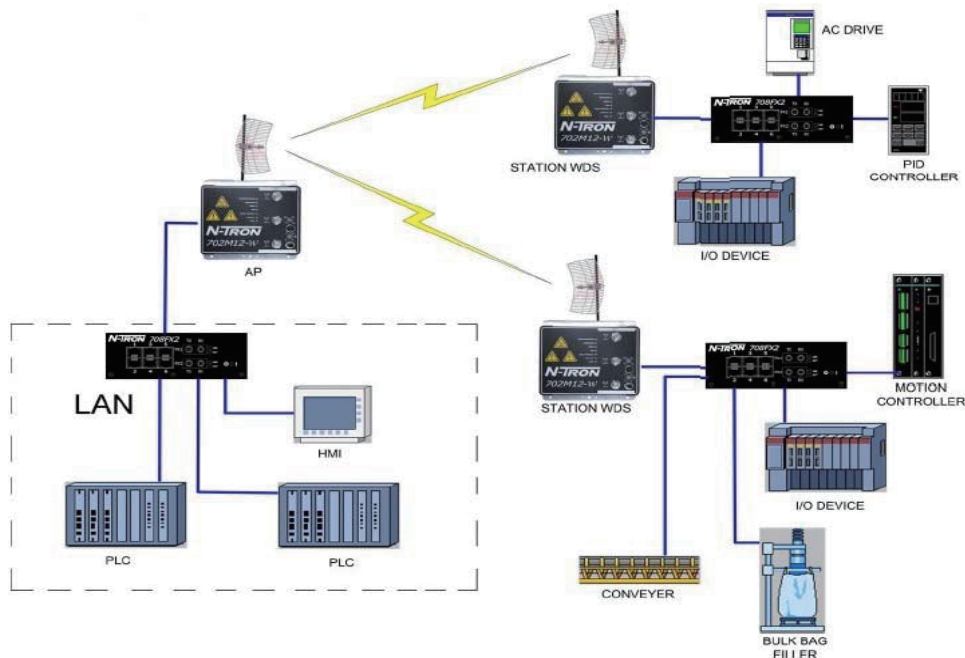 AC DRIVE
N-TRON 708FX2
N-TRON
702M12-W
STATION WDS
PID
CONTROLLER
I/O DEVICE
N-TRON
702M12-W
AP
N-TRON 708FX2
LAN
HMI
PLC
PLC
N-TRON
702M12-W
STATION WDS
N-TRON 708FX2
MOTION
CONTROLLER
I/O DEVICE
CONVEYER
BULK BAG
FILLER